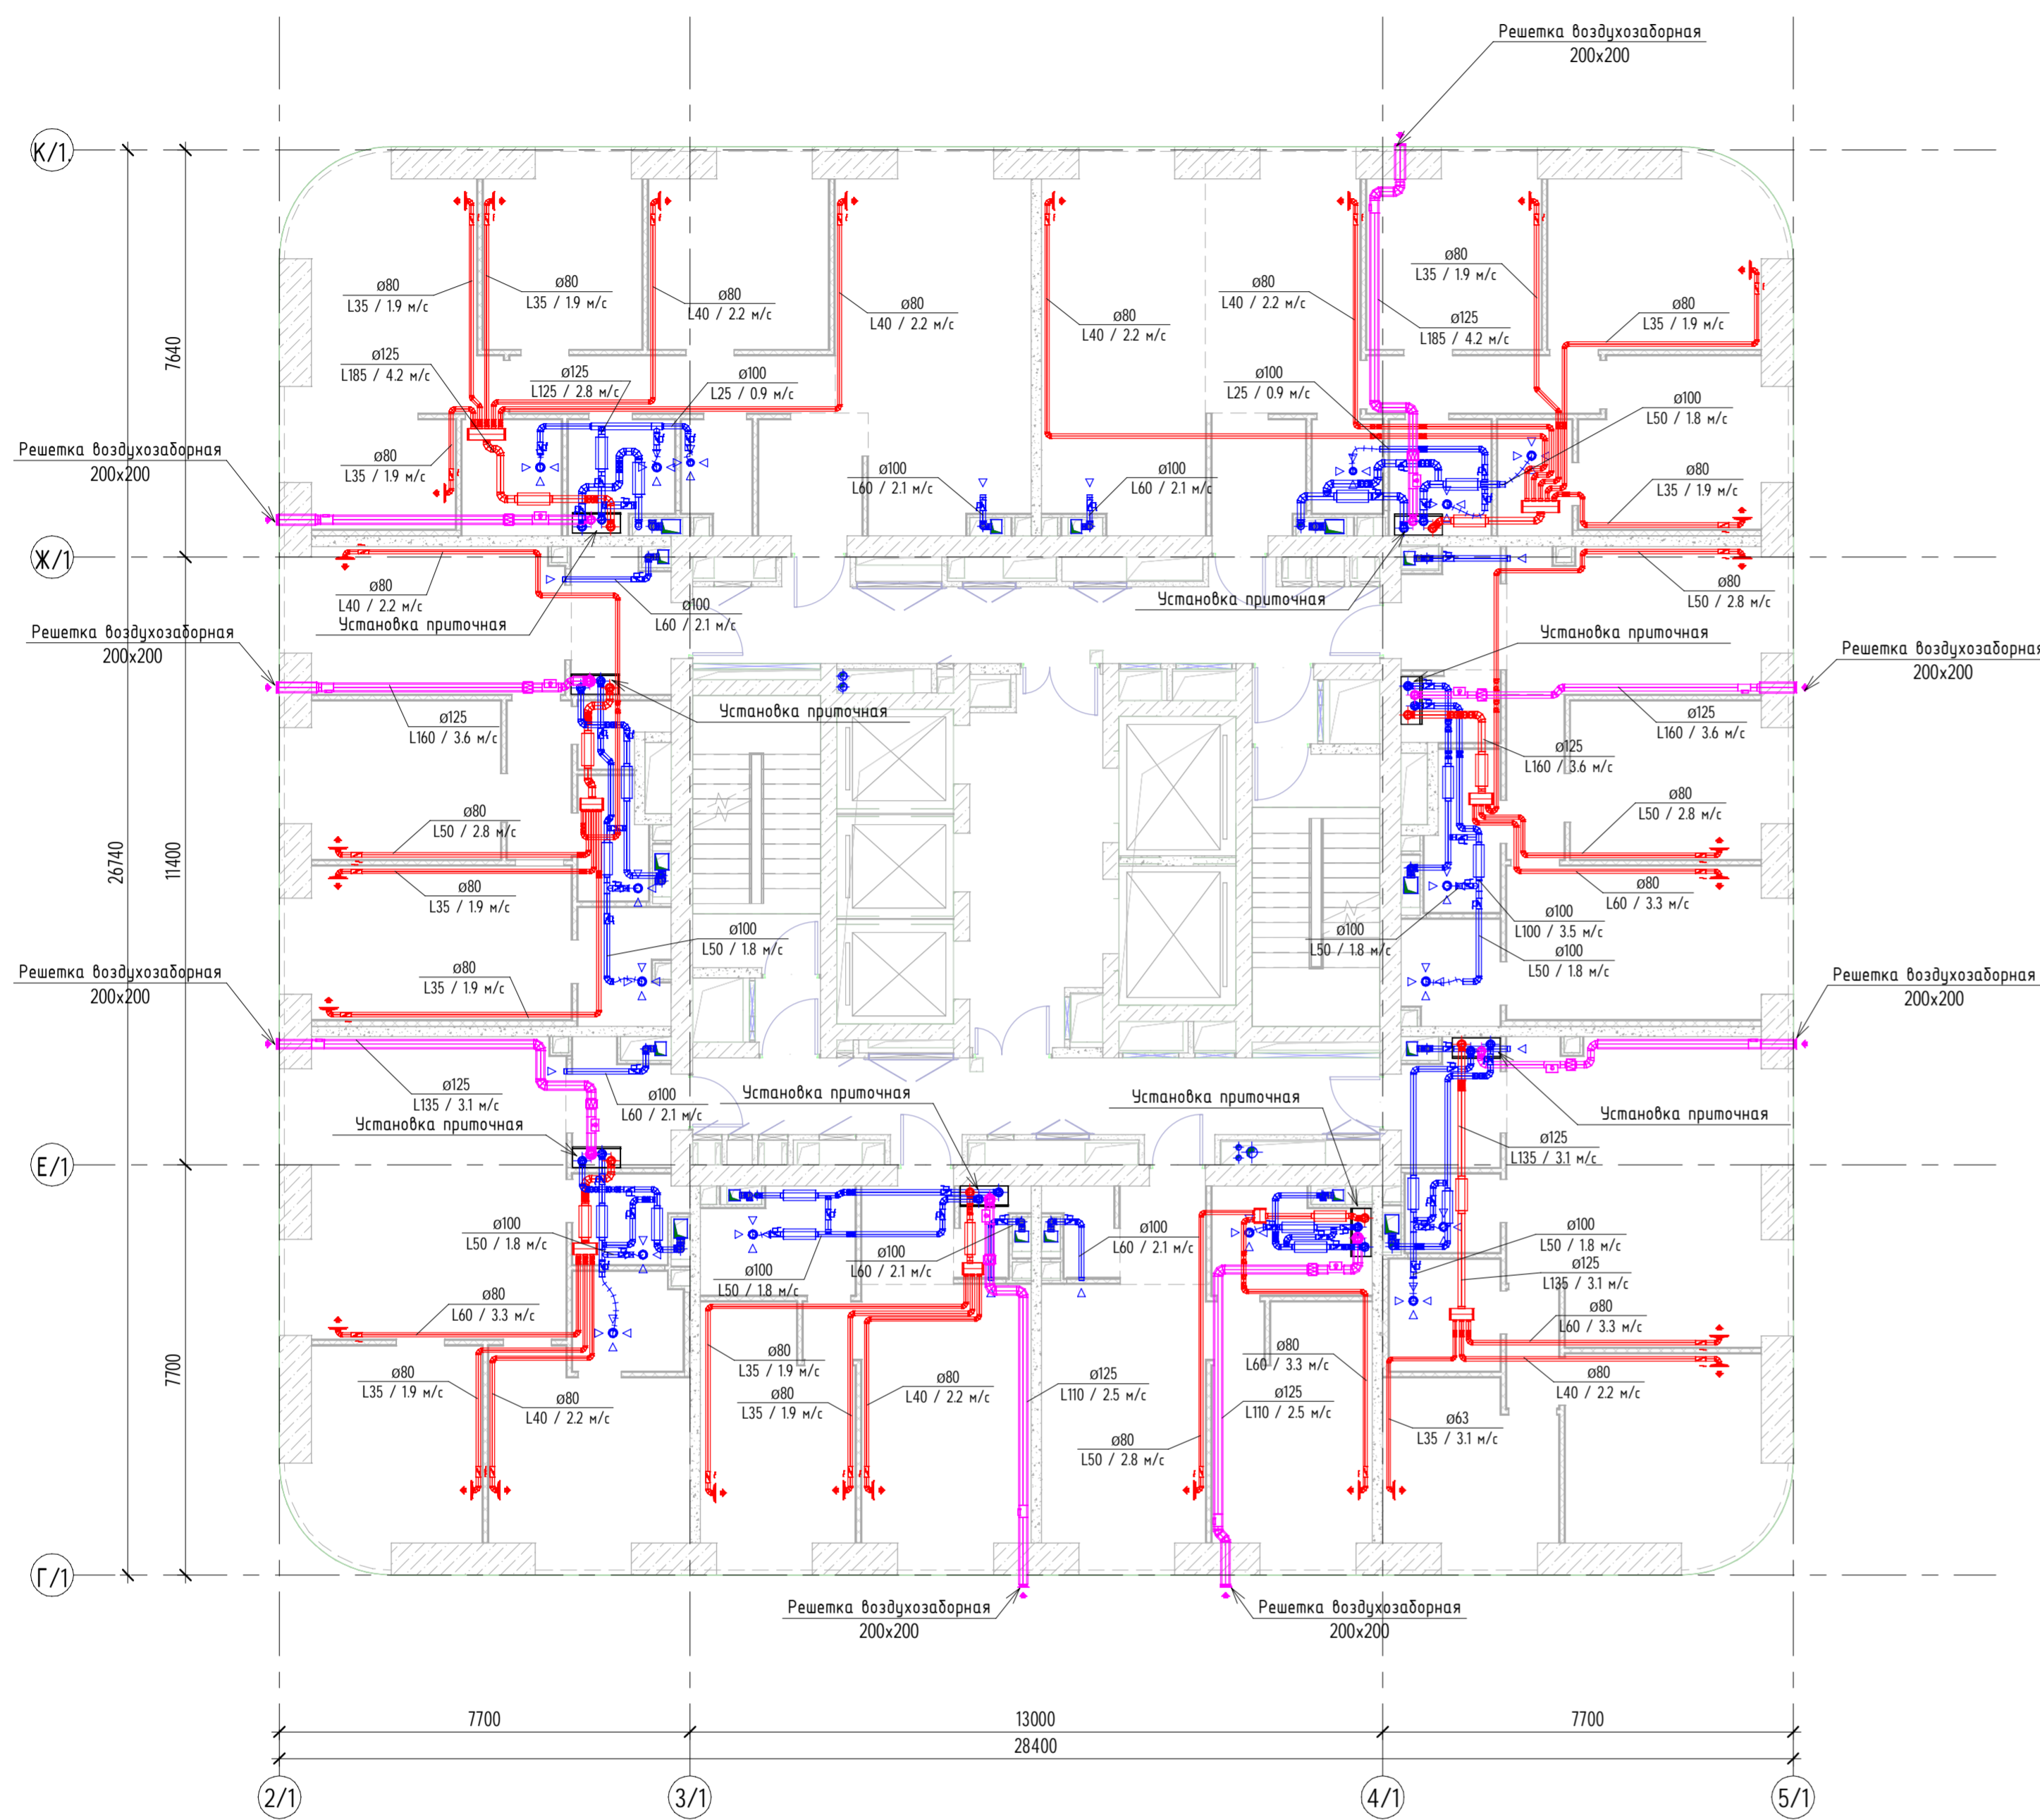 Решетка воздухозаборная
200x200
К/1
ø80
L35 / 1.9 м/с
ø80
L35 / 1.9 м/с
ø80
L40 / 2.2 м/с
ø80
L40 / 2.2 м/с
ø80
L40 / 2.2 м/с
ø80
L40 / 2.2 м/с
ø125
L185 / 4.2 м/с
ø80
L35 / 1.9 м/с
ø80
L35 / 1.9 м/с
7640
ø125
L185 / 4.2 м/с
ø125
L125 / 2.8 м/с
ø100
L25 / 0.9 м/с
ø100
L25 / 0.9 м/с
ø100
L50 / 1.8 м/с
Решетка воздухозаборная
200x200
ø80
L35 / 1.9 м/с
ø100
L60 / 2.1 м/с
ø100
L60 / 2.1 м/с
ø80
L35 / 1.9 м/с
Ж/1
ø80
L40 / 2.2 м/с
Установка приточная
ø100
L60 / 2.1 м/с
Установка приточная
ø80
L50 / 2.8 м/с
Решетка воздухозаборная
200x200
Установка приточная
Решетка воздухозаборная
200x200
ø125
L160 / 3.6 м/с
Установка приточная
ø125
L160 / 3.6 м/с
ø125
L160 / 3.6 м/с
26740
11400
ø80
L50 / 2.8 м/с
ø80
L50 / 2.8 м/с
ø80
L35 / 1.9 м/с
ø80
L60 / 3.3 м/с
ø100
L50 / 1.8 м/с
ø100
L50 / 1.8 м/с
ø100
L100 / 3.5 м/с
ø100
L50 / 1.8 м/с
Решетка воздухозаборная
200x200
ø80
L35 / 1.9 м/с
Решетка воздухозаборная
200x200
ø125
L135 / 3.1 м/с
ø100
L60 / 2.1 м/с
Установка приточная
Установка приточная
Установка приточная
Установка приточная
ø125
L135 / 3.1 м/с
Е/1
ø100
L50 / 1.8 м/с
ø100
L50 / 1.8 м/с
ø100
L60 / 2.1 м/с
ø100
L60 / 2.1 м/с
ø100
L50 / 1.8 м/с
ø125
L135 / 3.1 м/с
ø80
L60 / 3.3 м/с
ø80
L60 / 3.3 м/с
7700
ø80
L35 / 1.9 м/с
ø80
L40 / 2.2 м/с
ø80
L35 / 1.9 м/с
ø80
L35 / 1.9 м/с
ø80
L40 / 2.2 м/с
ø125
L110 / 2.5 м/с
ø80
L60 / 3.3 м/с
ø125
L110 / 2.5 м/с
ø80
L50 / 2.8 м/с
ø80
L40 / 2.2 м/с
ø63
L35 / 3.1 м/с
Г/1
Решетка воздухозаборная
200x200
Решетка воздухозаборная
200x200
7700
13000
7700
28400
2/1
3/1
4/1
5/1